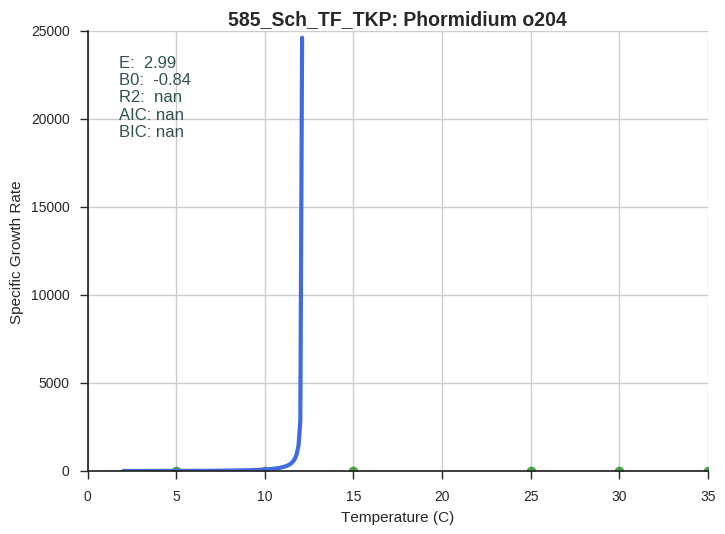 585_Sch_TF_TKP: Phormidium o204
25000
E: 2.99
B0: -0.84
R2: nan
AIC: nan
BIC: nan
20000
15000
10000
5000
0
Specific Growth Rate
0 5 10 15 20 25 30 35
Temperature (C)